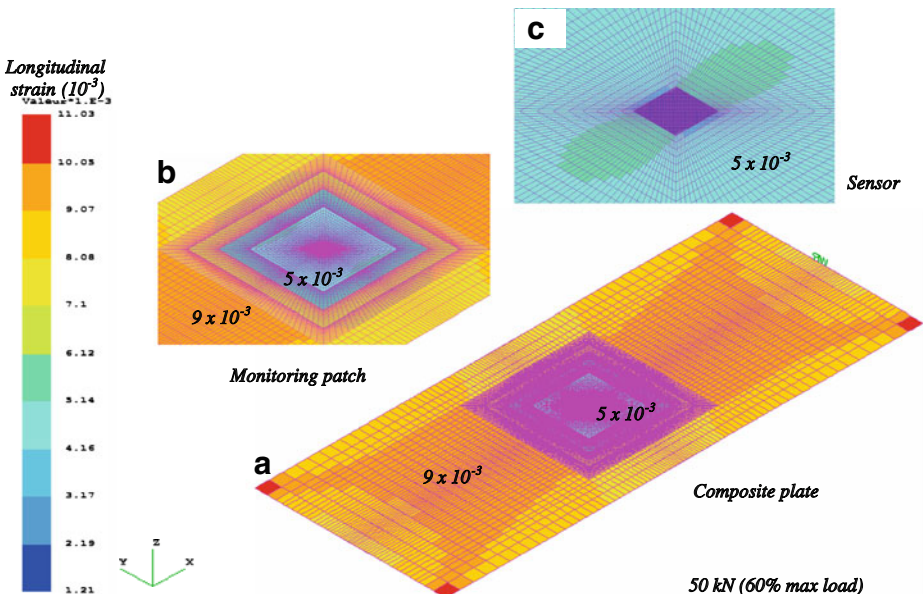 Longitudinal
strain (10-3)
Valeur*1.E-3
11.03
10.05
9.07
8.08
7.1
6.12
5.14
4.16
3.17
2.19
1.21
Z
Y
X
b
5 x 10-3
9 x 10-3
Monitoring patch
c
5 x 10-3
Sensor
a
5 x 10-3
9 x 10-3
Composite plate
50 kN (60% max load)